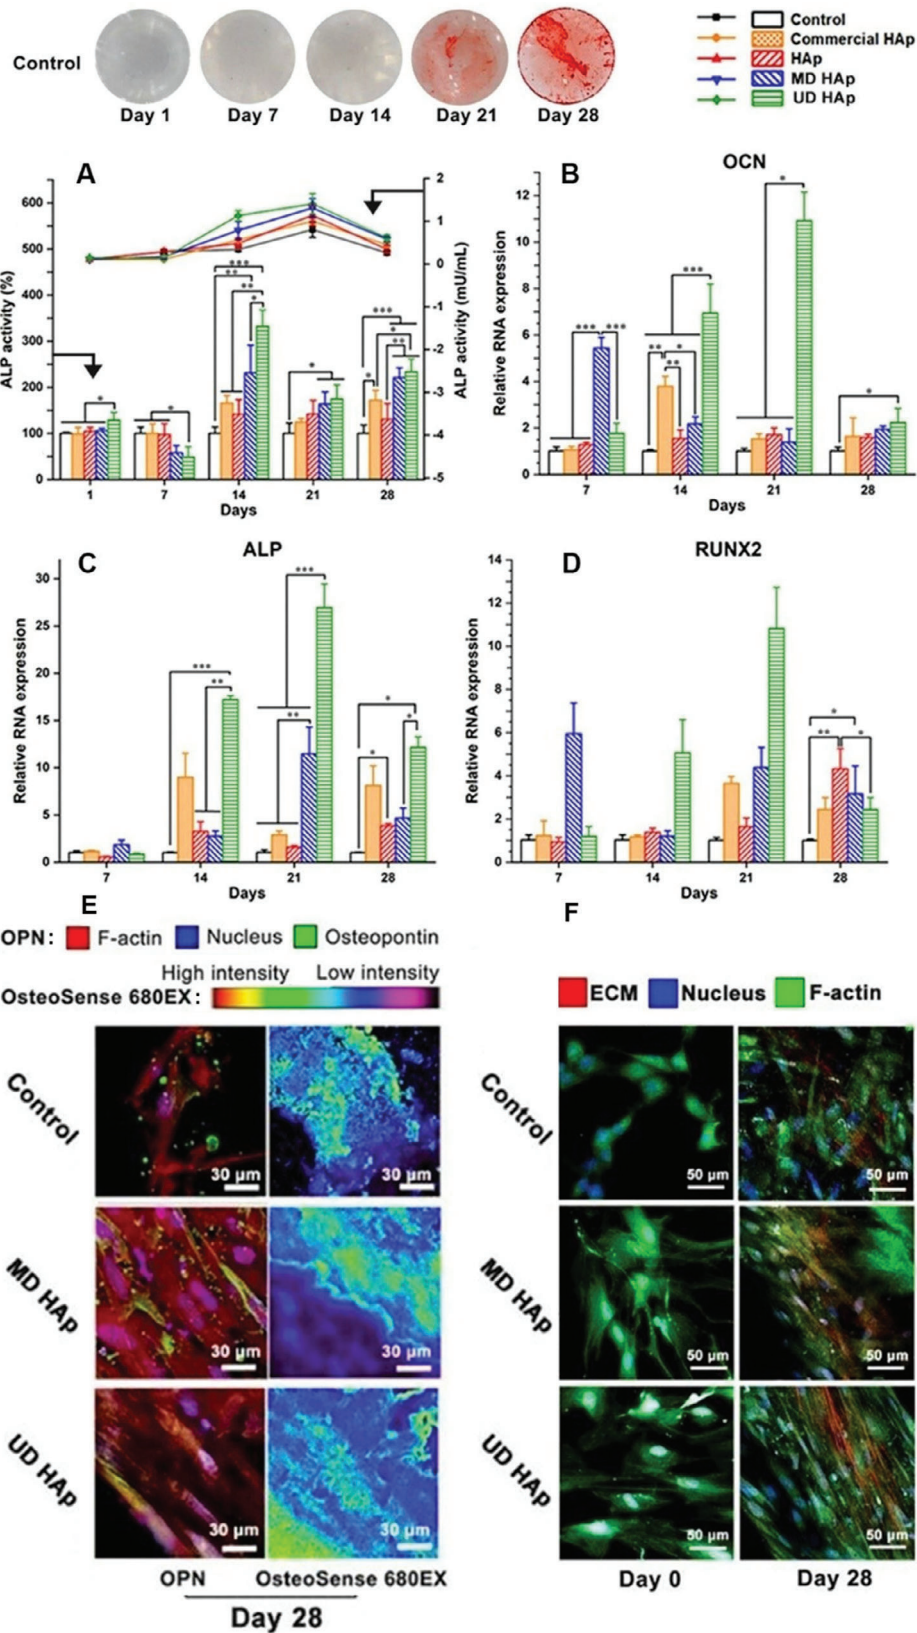 Control
Day 1
Day 7
Day 14
Day 21
Day 28
Control
Commercial HAp
HAp
MD HAp
UD HAp
A
ALP activity (%)
600
500
400
300
200
100
0
2
1
0
-1
-2
-3
-4
-5
ALP activity (mU/mL)
*
*
***
**
**
*
*
***
*
**
*
1
7
14
21
28
Days
B
OCN
Relative RNA expression
12
10
8
6
4
2
0
***
***
***
**
*
**
*
*
7
14
21
28
Days
C
ALP
Relative RNA expression
30
25
20
15
10
5
0
***
**
***
**
*
*
*
7
14
21
28
Days
D
RUNX2
Relative RNA expression
14
12
10
8
6
4
2
0
*
**
*
7
14
21
28
Days
E
OPN: F-actin Nucleus Osteopontin
High intensity Low intensity
OsteoSense 680EX:
Control
30 µm
30 µm
MD HAp
30 µm
30 µm
UD HAp
30 µm
30 µm
OPN
OsteoSense 680EX
Day 28
F
ECM Nucleus F-actin
Control
50 µm
50 µm
MD HAp
50 µm
50 µm
UD HAp
50 µm
50 µm
Day 0
Day 28